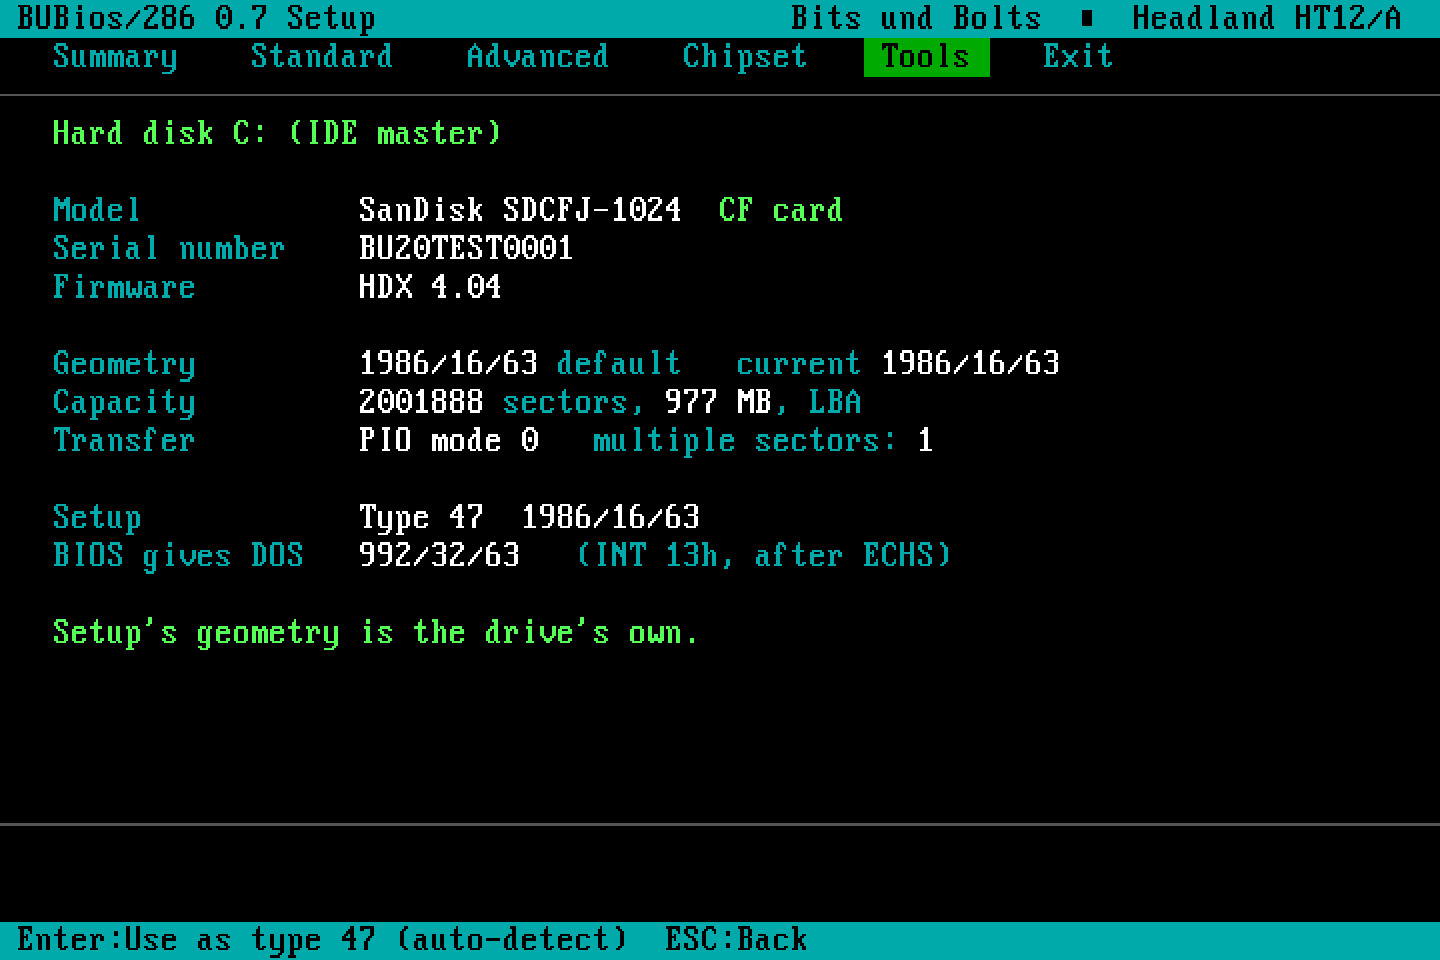 BUBios/286 0.7 Setup Bits und Bolts ∎ Headland HT12/A
Summary Standard Advanced Chipset Tools Exit
Hard disk C: (IDE master)
Model SanDisk SDCFJ-1024 CF card
Serial number BU20TEST0001
Firmware HDX 4.04
Geometry 1986/16/63 default current 1986/16/63
Capacity 2001888 sectors, 977 MB, LBA
Transfer PIO mode 0 multiple sectors: 1
Setup Type 47 1986/16/63
BIOS gives DOS 992/32/63 (INT 13h, after ECHS)
Setup's geometry is the drive's own.
Enter:Use as type 47 (auto-detect) ESC:Back